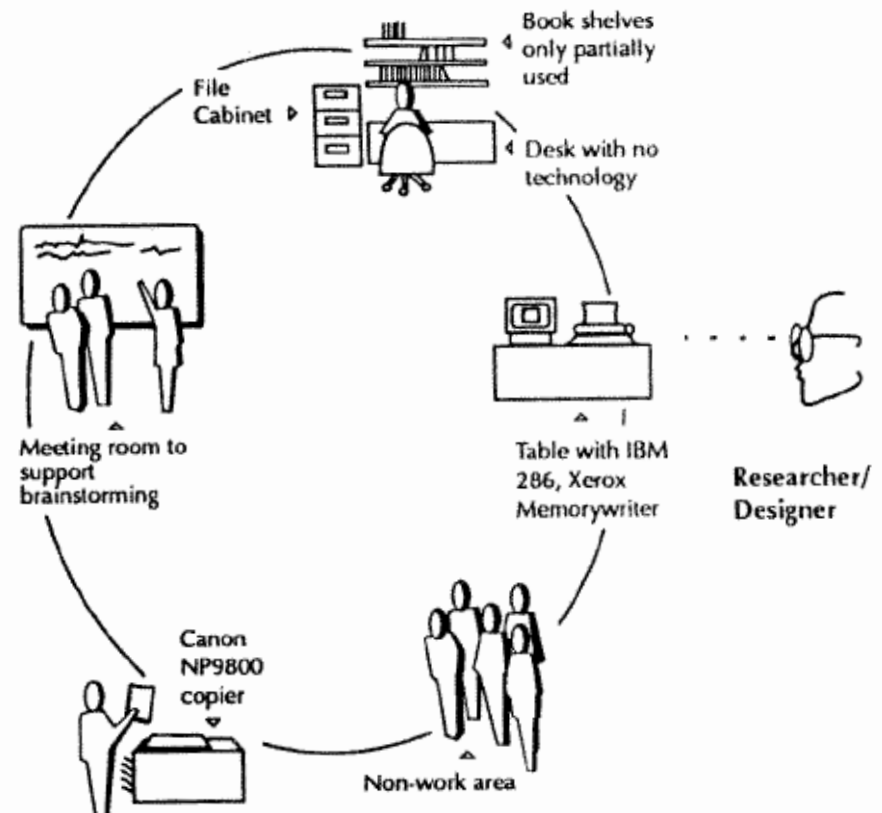 Book shelves
only partially
used
File
Cabinet
Desk with no
technology
Meeting room to
support
brainstorming
Table with IBM
286, Xerox
Memorywriter
Researcher/
Designer
Canon
NP9800
copier
Non-work area